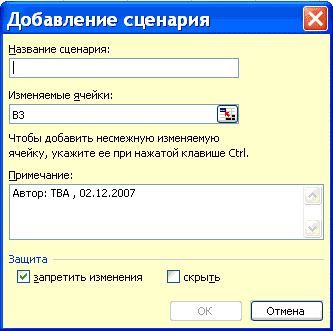 Добавление сценария
Название сценария:
Изменяемые ячейки:
B3
Чтобы добавить несмежную изменяемую
ячейку, укажите ее при нажатой клавише Ctrl.
Примечание:
Автор: TBA , 02.12.2007
Защита
запретить изменения скрыть
ОК Отмена